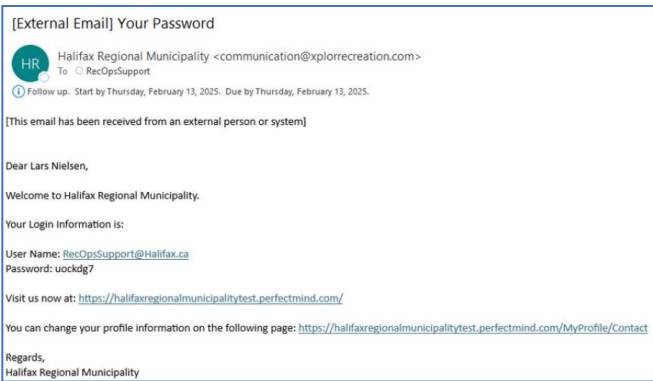 [External Email] Your Password
HR
Halifax Regional Municipality <communication@xplorrecreation.com>
To RecOpsSupport
Follow up. Start by Thursday, February 13, 2025. Due by Thursday, February 13, 2025.
[This email has been received from an external person or system]
Dear Lars Nielsen,
Welcome to Halifax Regional Municipality.
Your Login Information is:
User Name: RecOpsSupport@Halifax.ca
Password: uockdg7
Visit us now at: https://halifaxregionalmunicipalitytest.perfectmind.com/
You can change your profile information on the following page: https://halifaxregionalmunicipalitytest.perfectmind.com/MyProfile/Contact
Regards,
Halifax Regional Municipality